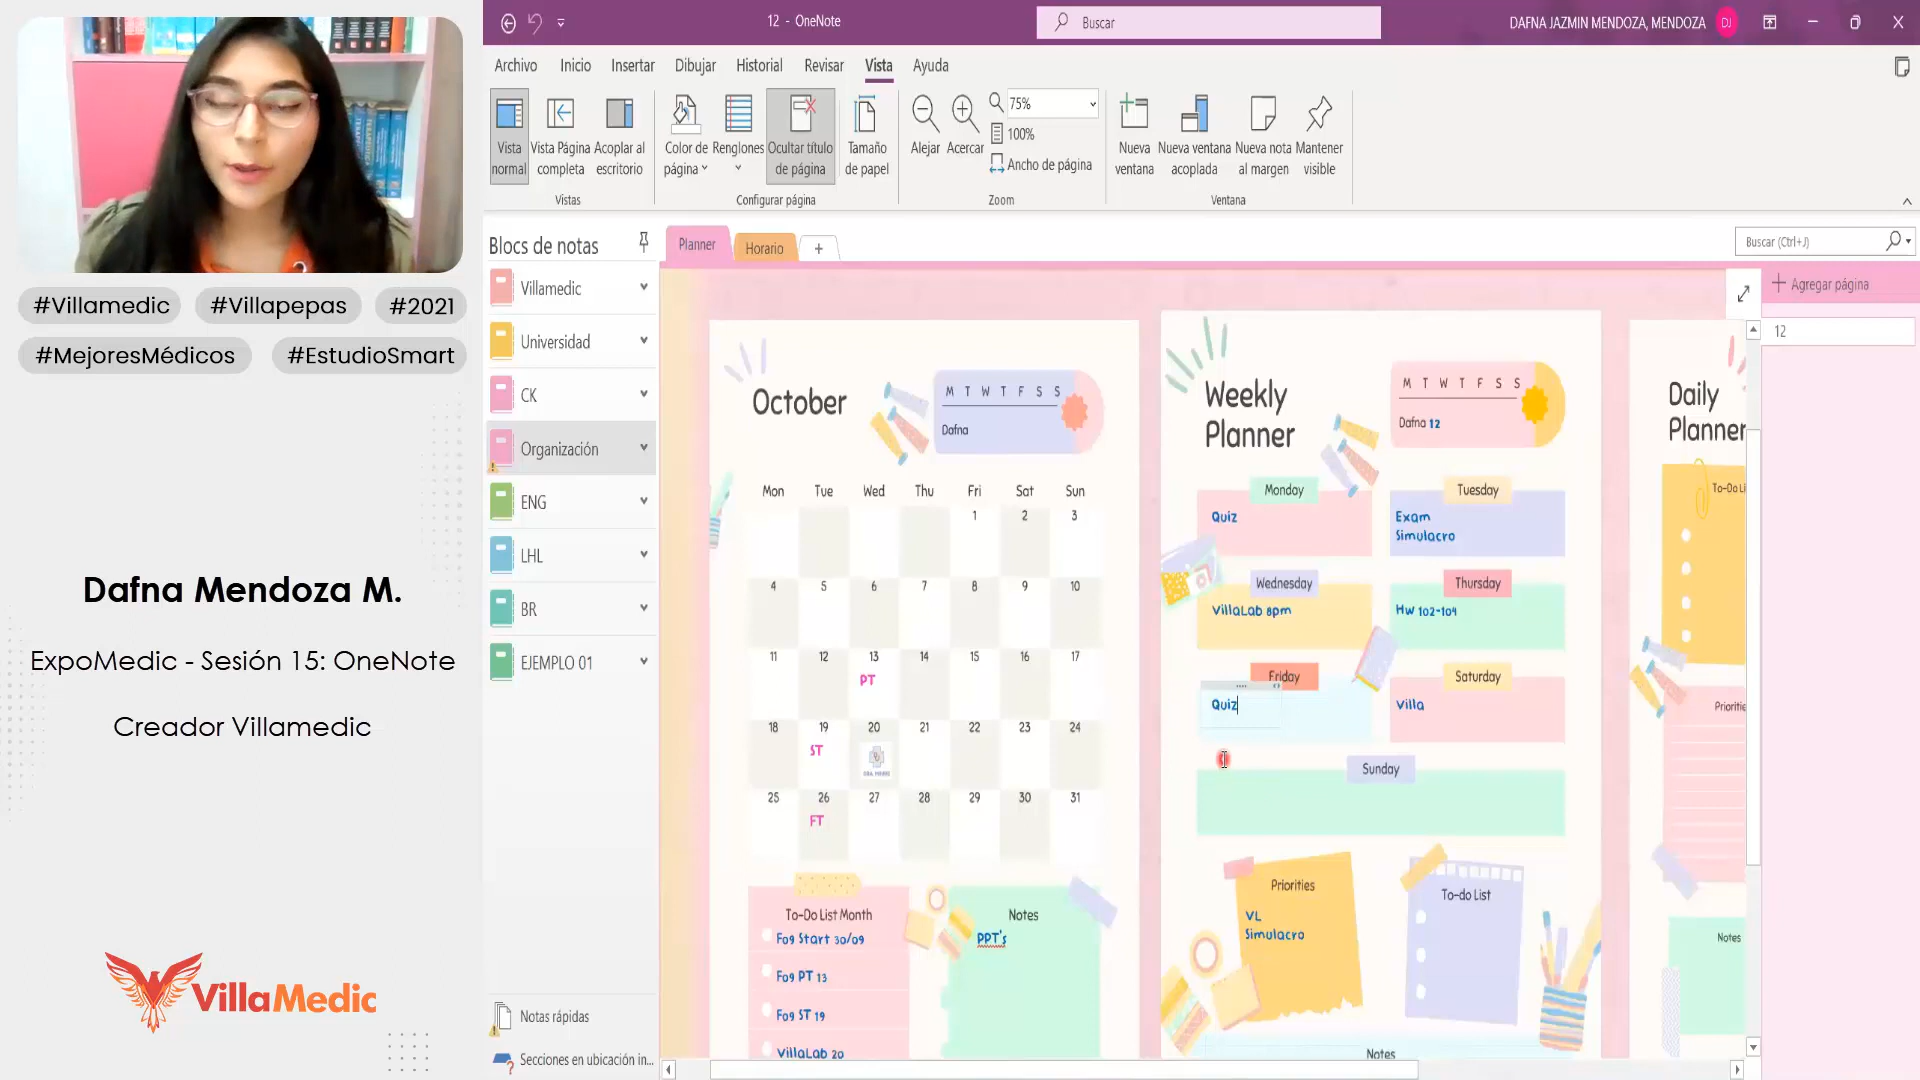 #Villamedic
#Villapepas
#2021
#MejoresMédicos
#EstudioSmart
Dafna Mendoza M.
ExpoMedic - Sesión 15: OneNote
Creador Villamedic
VillaMedic
12 - OneNote
Buscar
DAFNA JAZMIN MENDOZA, MENDOZA
DJ
Archivo
Inicio
Insertar
Dibujar
Historial
Revisar
Vista
Ayuda
Vista normal
Vista Página completa
Acoplar al escritorio
Color de página
Renglones
Ocultar título de página
Tamaño de papel
Alejar
Acercar
75%
100%
Ancho de página
Nueva ventana
Nueva ventana acoplada
Nueva nota al margen
Mantener visible
Vistas
Configurar página
Zoom
Ventana
Blocs de notas
Villamedic
Universidad
CK
Organización
ENG
LHL
BR
EJEMPLO 01
Notas rápidas
Secciones en ubicación in...
Planner
Horario
+
Buscar (Ctrl+J)
Agregar página
12
October
M T W T F S S
Dafna
Mon Tue Wed Thu Fri Sat Sun
1 2 3
4 5 6 7 8 9 10
11 12 13 14 15 16 17
PT
18 19 20 21 22 23 24
ST
25 26 27 28 29 30 31
FT
To-Do List Month
Fog Start 30/09
Fog PT 13
Fog ST 19
VillaLab 20
Notes
PPT's
Weekly
Planner
M T W T F S S
Dafna 12
Monday
Quiz
Tuesday
Exam
Simulacro
Wednesday
VillaLab 8pm
Thursday
HW 102-104
Friday
Quiz
Saturday
Villa
Sunday
Priorities
VL
Simulacro
To-do List
Notes
Daily
Planner
To-Do Li
Prioritie
Notes